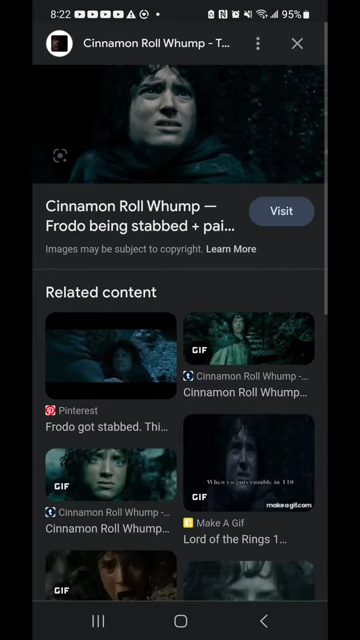 8:22
95%
Cinnamon Roll Whump - T...
Cinnamon Roll Whump —
Frodo being stabbed + pai...
Visit
Images may be subject to copyright. Learn More
Related content
GIF
Pinterest
Frodo got stabbed. Thi...
Cinnamon Roll Whump -...
Cinnamon Roll Whump...
GIF
Cinnamon Roll Whump -...
Cinnamon Roll Whump...
GIF
makeagif.com
Make A Gif
Lord of the Rings 1...
GIF